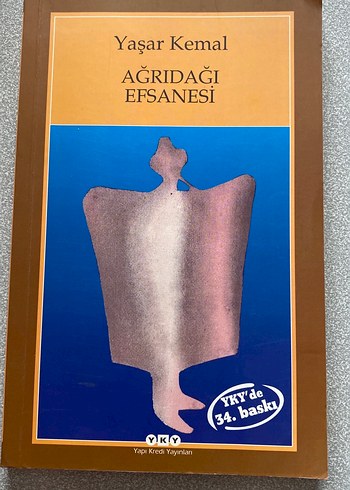 Yaşar Kemal
AĞRIDAĞI
EFSANESİ
YKY'de
34. baskı
YKY
Yapı Kredi Yayınları